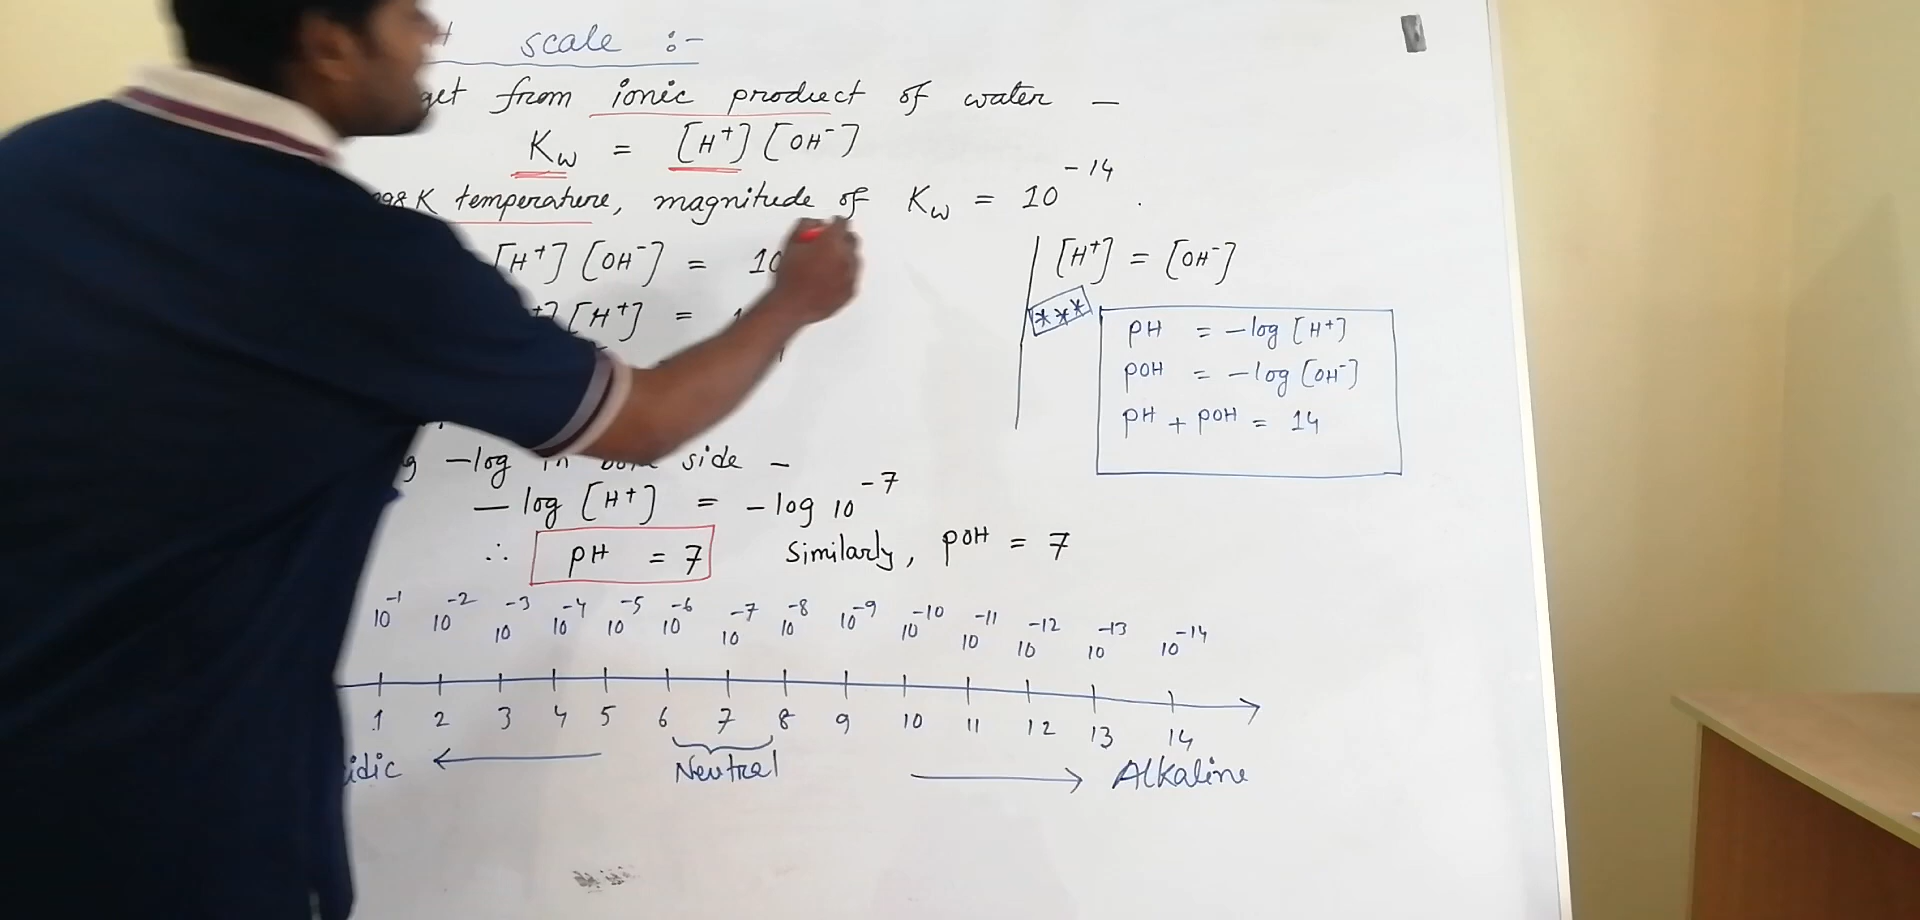 scale :-
get from ionic product of water —
Kw = [H⁺] [OH⁻]
98K temperature, magnitude of Kw = 10⁻¹⁴.
[H⁺] [OH⁻] = 10
[H⁺] = [OH⁻]
[H⁺] =
***
pH = -log [H⁺]
pOH = -log [OH⁻]
pH + pOH = 14
-log in side -
- log [H⁺] = - log 10⁻⁷
∴ pH = 7 Similarly, pOH = 7
10⁻¹ 10⁻² 10⁻³ 10⁻⁴ 10⁻⁵ 10⁻⁶ 10⁻⁷ 10⁻⁸ 10⁻⁹ 10⁻¹⁰ 10⁻¹¹ 10⁻¹² 10⁻¹³ 10⁻¹⁴
1 2 3 4 5 6 7 8 9 10 11 12 13 14
idic Neutral Alkaline